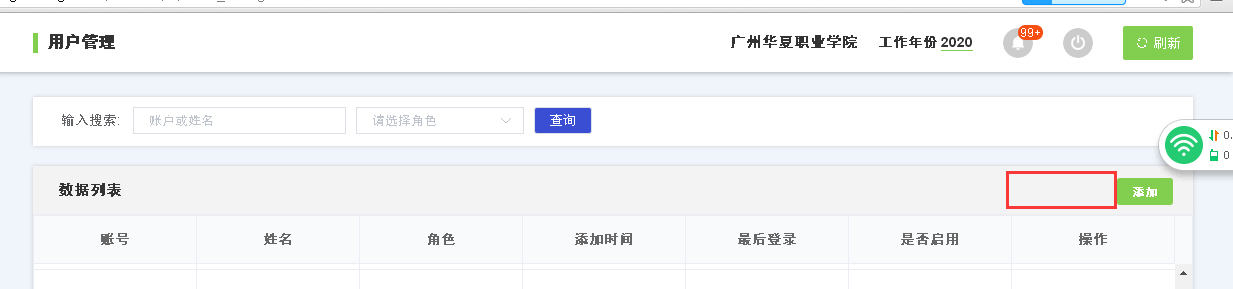 用户管理
广州华夏职业学院 工作年份 2020 99+ 刷新
输入搜索: 账户或姓名 请选择角色 查询
0.
0
数据列表 添加
账号 姓名 角色 添加时间 最后登录 是否启用 操作